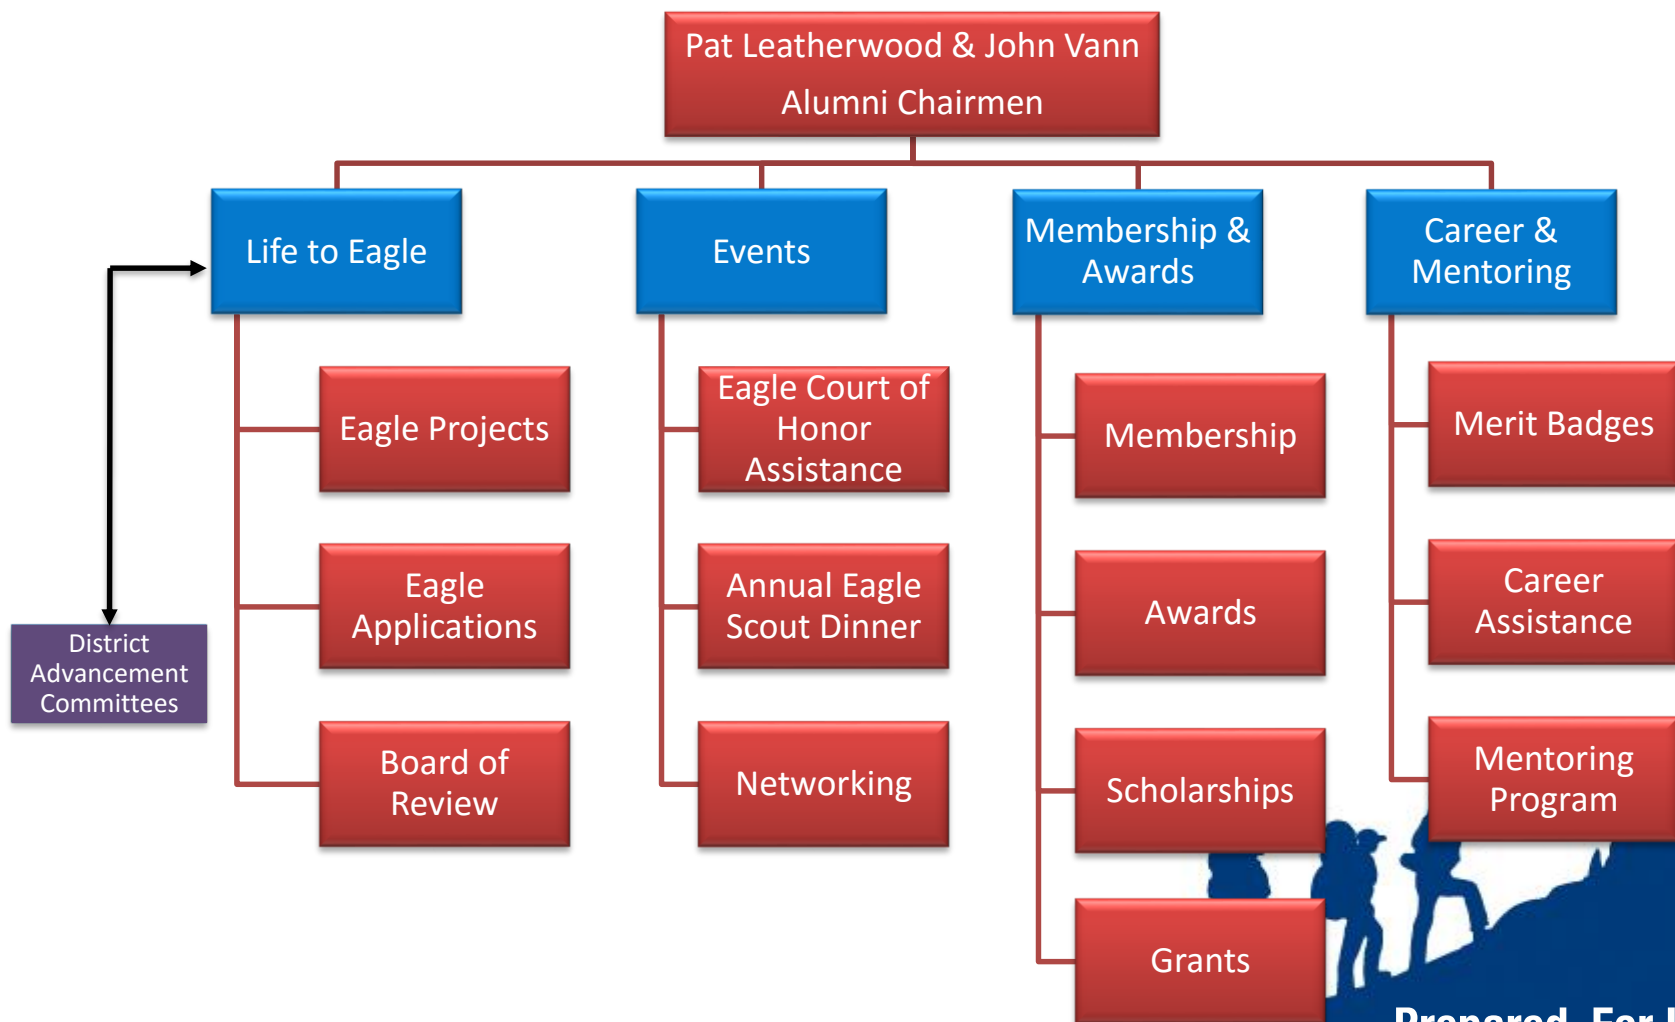 Pat Leatherwood & John Vann
Alumni Chairmen
Life to Eagle
Events
Membership &
Awards
Career &
Mentoring
Eagle Projects
Eagle
Applications
Board of
Review
District
Advancement
Committees
Eagle Court of
Honor
Assistance
Annual Eagle
Scout Dinner
Networking
Membership
Awards
Scholarships
Grants
Merit Badges
Career
Assistance
Mentoring
Program
Prepared. For